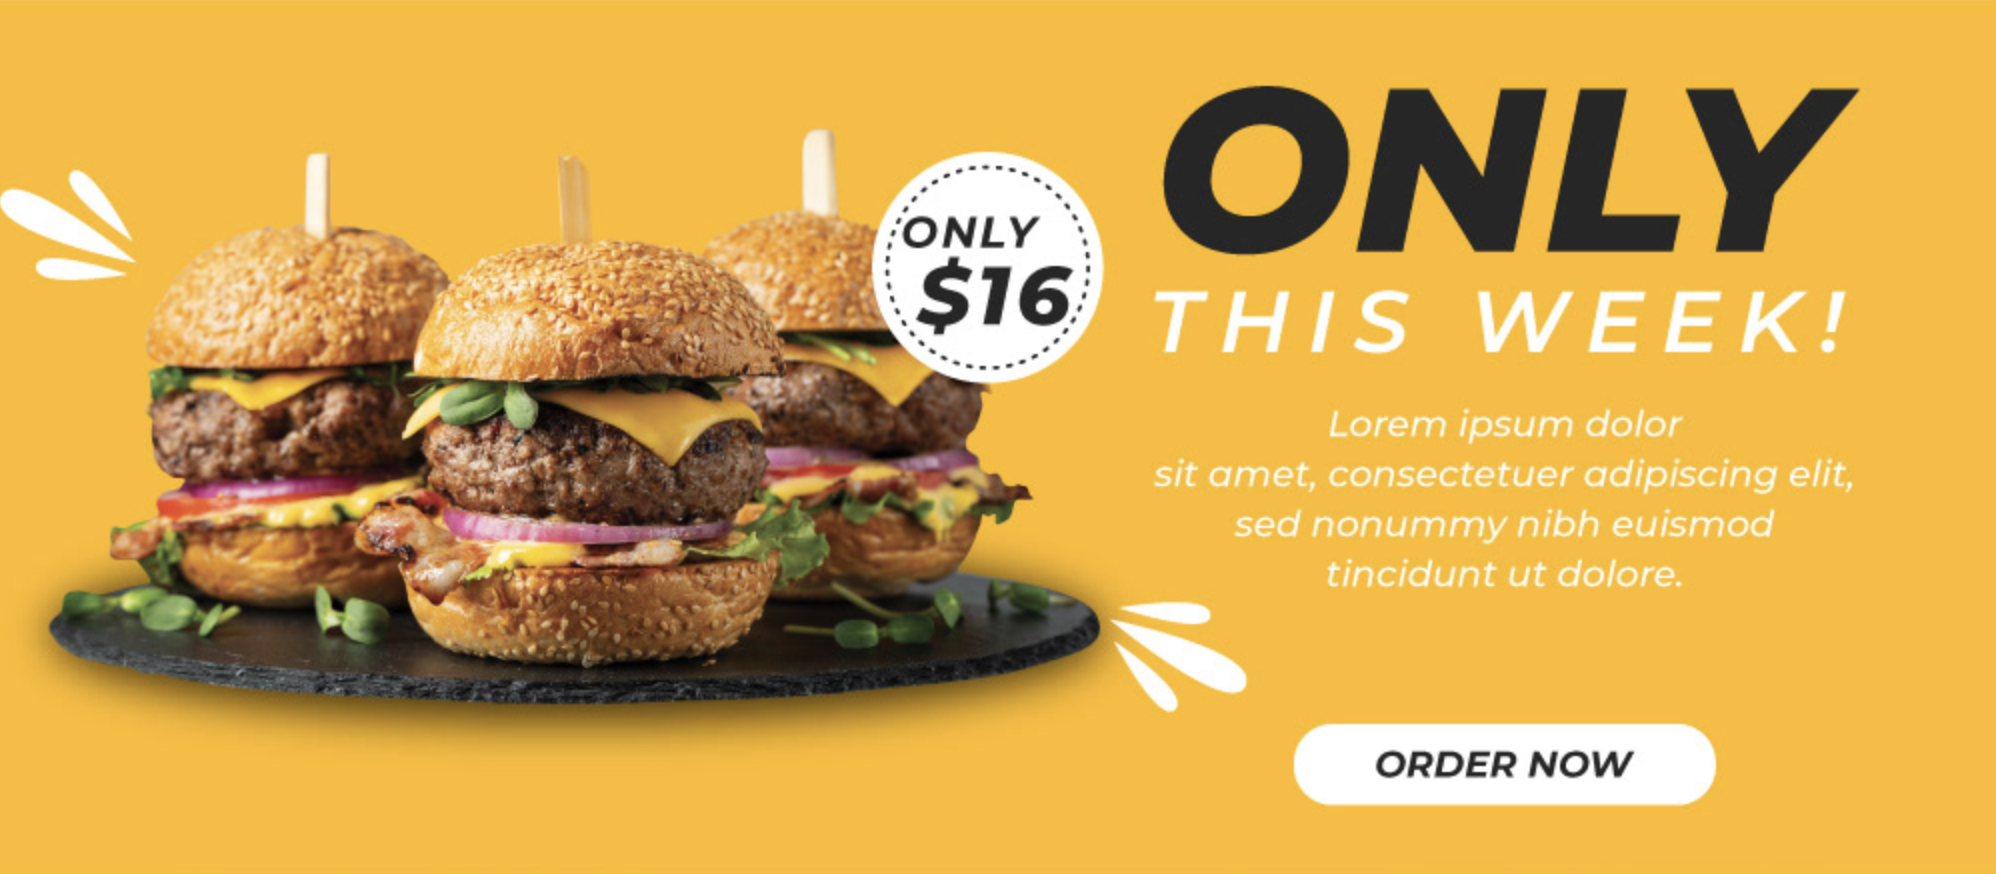 ONLY
$16
ONLY
THIS WEEK!
Lorem ipsum dolor
sit amet, consectetuer adipiscing elit,
sed nonummy nibh euismod
tincidunt ut dolore.
ORDER NOW